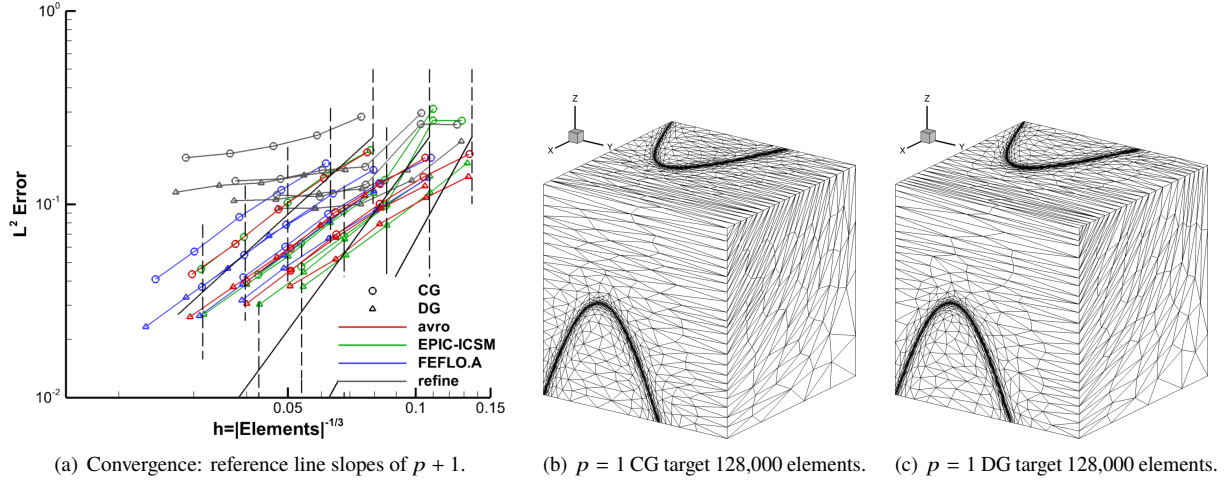 10⁰
10⁻¹
10⁻²
L² Error
CG
DG
avro
EPIC-ICSM
FEFLO.A
refine
0.05
0.1
0.15
h=|Elements|⁻¹/³
Z
X
Y
Z
X
Y
(a) Convergence: reference line slopes of p + 1.
(b) p = 1 CG target 128,000 elements.
(c) p = 1 DG target 128,000 elements.